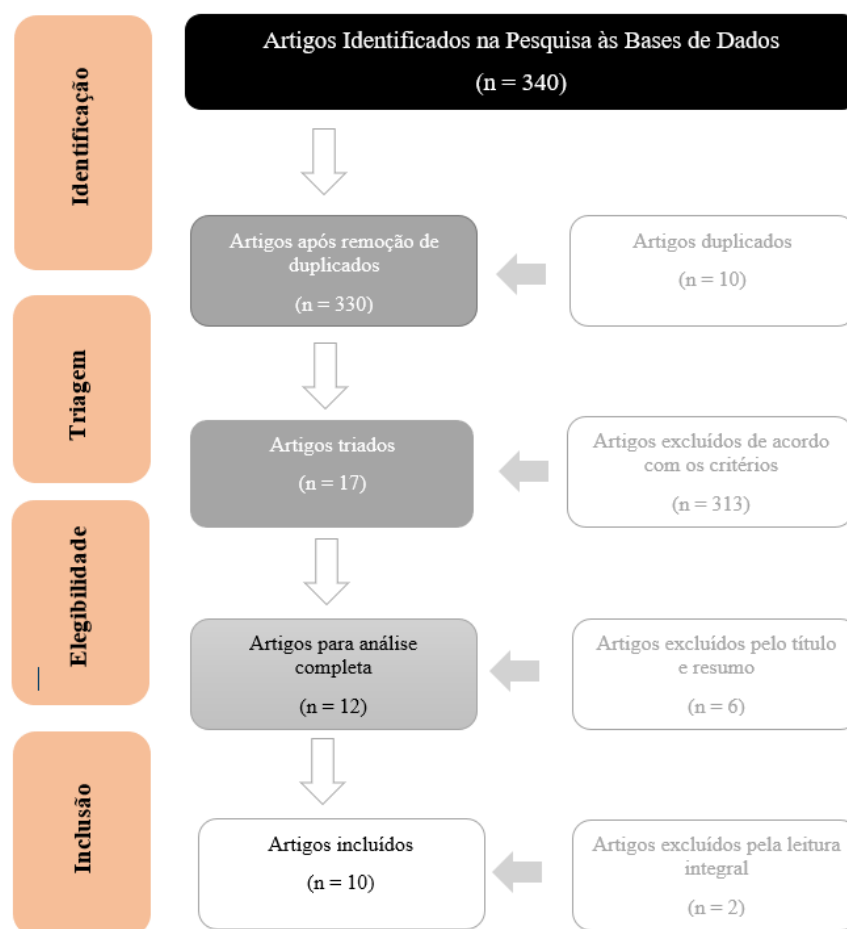 Identificação
Artigos Identificados na Pesquisa às Bases de Dados
(n = 340)
Artigos após remoção de
duplicados
(n = 330)
Artigos duplicados
(n = 10)
Triagem
Artigos triados
(n = 17)
Artigos excluídos de acordo
com os critérios
(n = 313)
Elegibilidade
Artigos para análise
completa
(n = 12)
Artigos excluídos pelo título
e resumo
(n = 6)
Inclusão
Artigos incluídos
(n = 10)
Artigos excluídos pela leitura
integral
(n = 2)